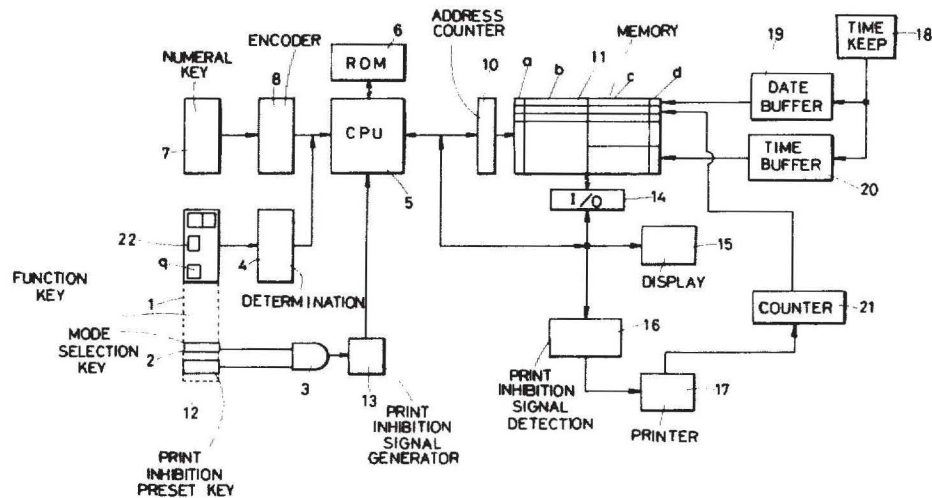 ADDRESS
COUNTER
6
ROM
NUMERAL
KEY
ENCODER
8
10
MEMORY
a
b
11
c
d
19
TIME
KEEP
18
DATE
BUFFER
7
CPU
5
TIME
BUFFER
20
I/O
14
22
9
4
DETERMINATION
15
DISPLAY
FUNCTION
KEY
1
COUNTER
21
MODE
SELECTION
KEY
2
3
13
16
PRINT
INHIBITION
SIGNAL
DETECTION
17
PRINTER
12
PRINT
INHIBITION
SIGNAL
GENERATOR
PRINT
INHIBITION
PRESET KEY